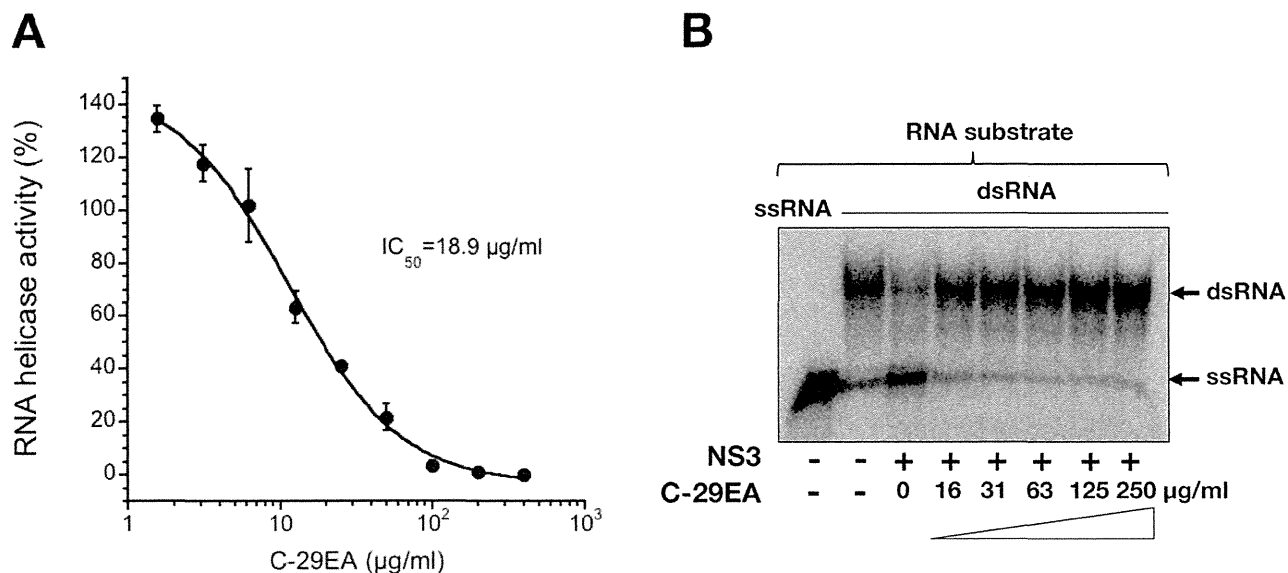 A
RNA helicase activity (%)
140
120
100
80
60
40
20
0
IC50=18.9 µg/ml
1 10 10² 10³
C-29EA (µg/ml)
B
RNA substrate
ssRNA dsRNA
dsRNA
ssRNA
NS3 - - + + + + + +
C-29EA - - 0 16 31 63 125 250 µg/ml